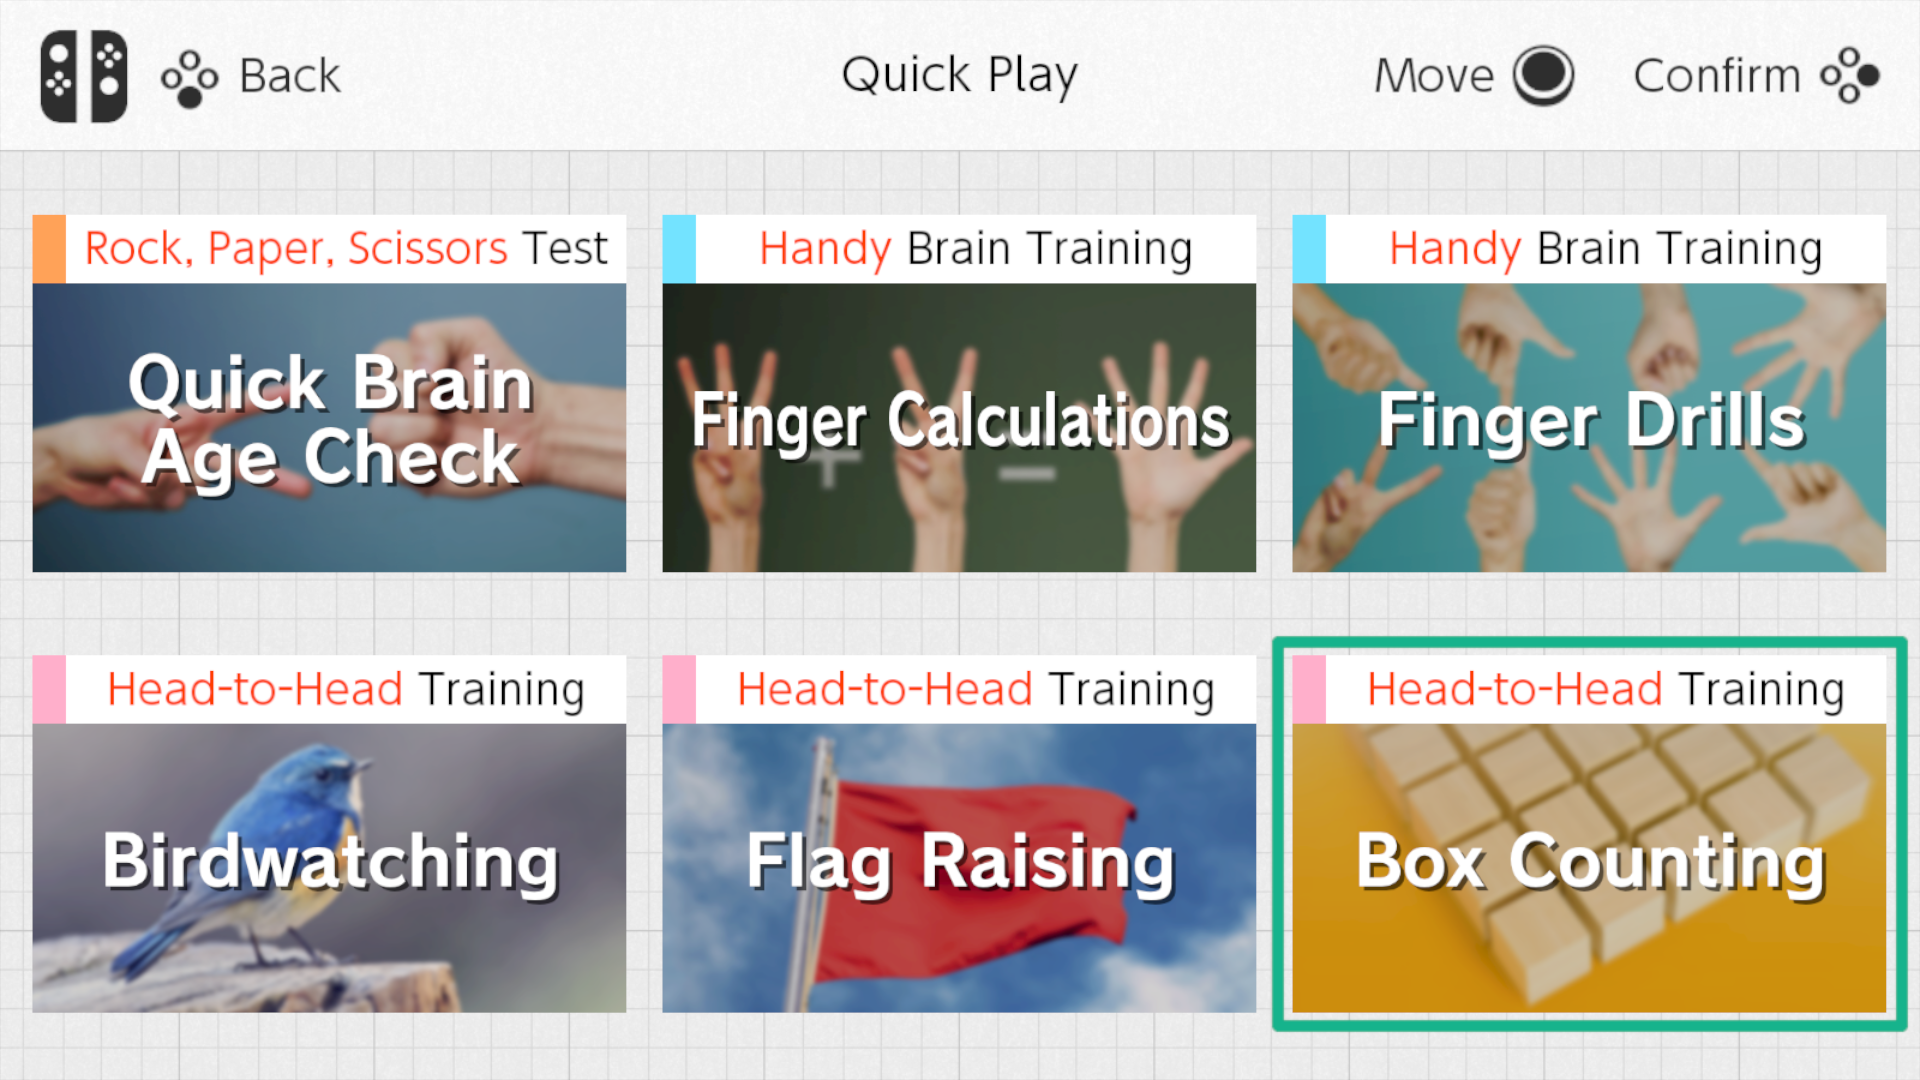 Back
Quick Play
Move
Confirm
Rock, Paper, Scissors Test
Quick Brain
Age Check
Handy Brain Training
Finger Calculations
+ −
Handy Brain Training
Finger Drills
Head-to-Head Training
Birdwatching
Head-to-Head Training
Flag Raising
Head-to-Head Training
Box Counting